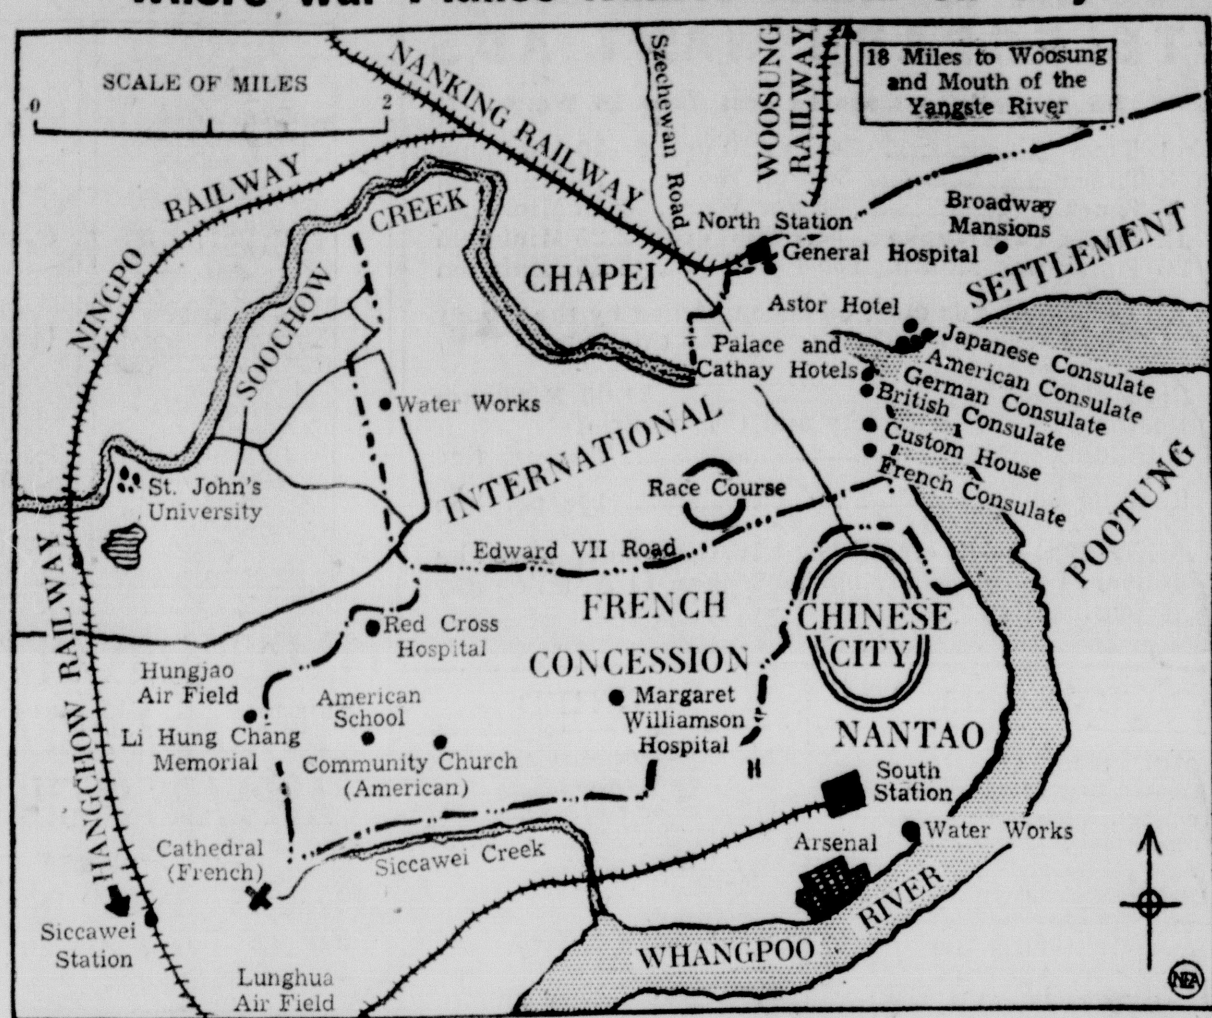 SCALE OF MILES
0 2
NANKING RAILWAY
Szechewan Road
WOOSUNG
RAILWAY
18 Miles to Woosung
and Mouth of the
Yangste River
NINGPO RAILWAY
SOOCHOW CREEK
CHAPEI
North Station
General Hospital
Broadway
Mansions
SETTLEMENT
Astor Hotel
Palace and
Cathay Hotels
Japanese Consulate
American Consulate
German Consulate
British Consulate
Custom House
French Consulate
POOTUNG
Water Works
INTERNATIONAL
Race Course
St. John's
University
Edward VII Road
FRENCH
CONCESSION
CHINESE
CITY
Red Cross
Hospital
Hungjao
Air Field
American
School
Margaret
Williamson
Hospital
Li Hung Chang
Memorial
Community Church
(American)
NANTAO
South
Station
HANGCHOW RAILWAY
Cathedral
(French)
Siccawei Creek
Arsenal
Water Works
Siccawei
Station
WHANGPOO RIVER
Lunghua
Air Field
NEA